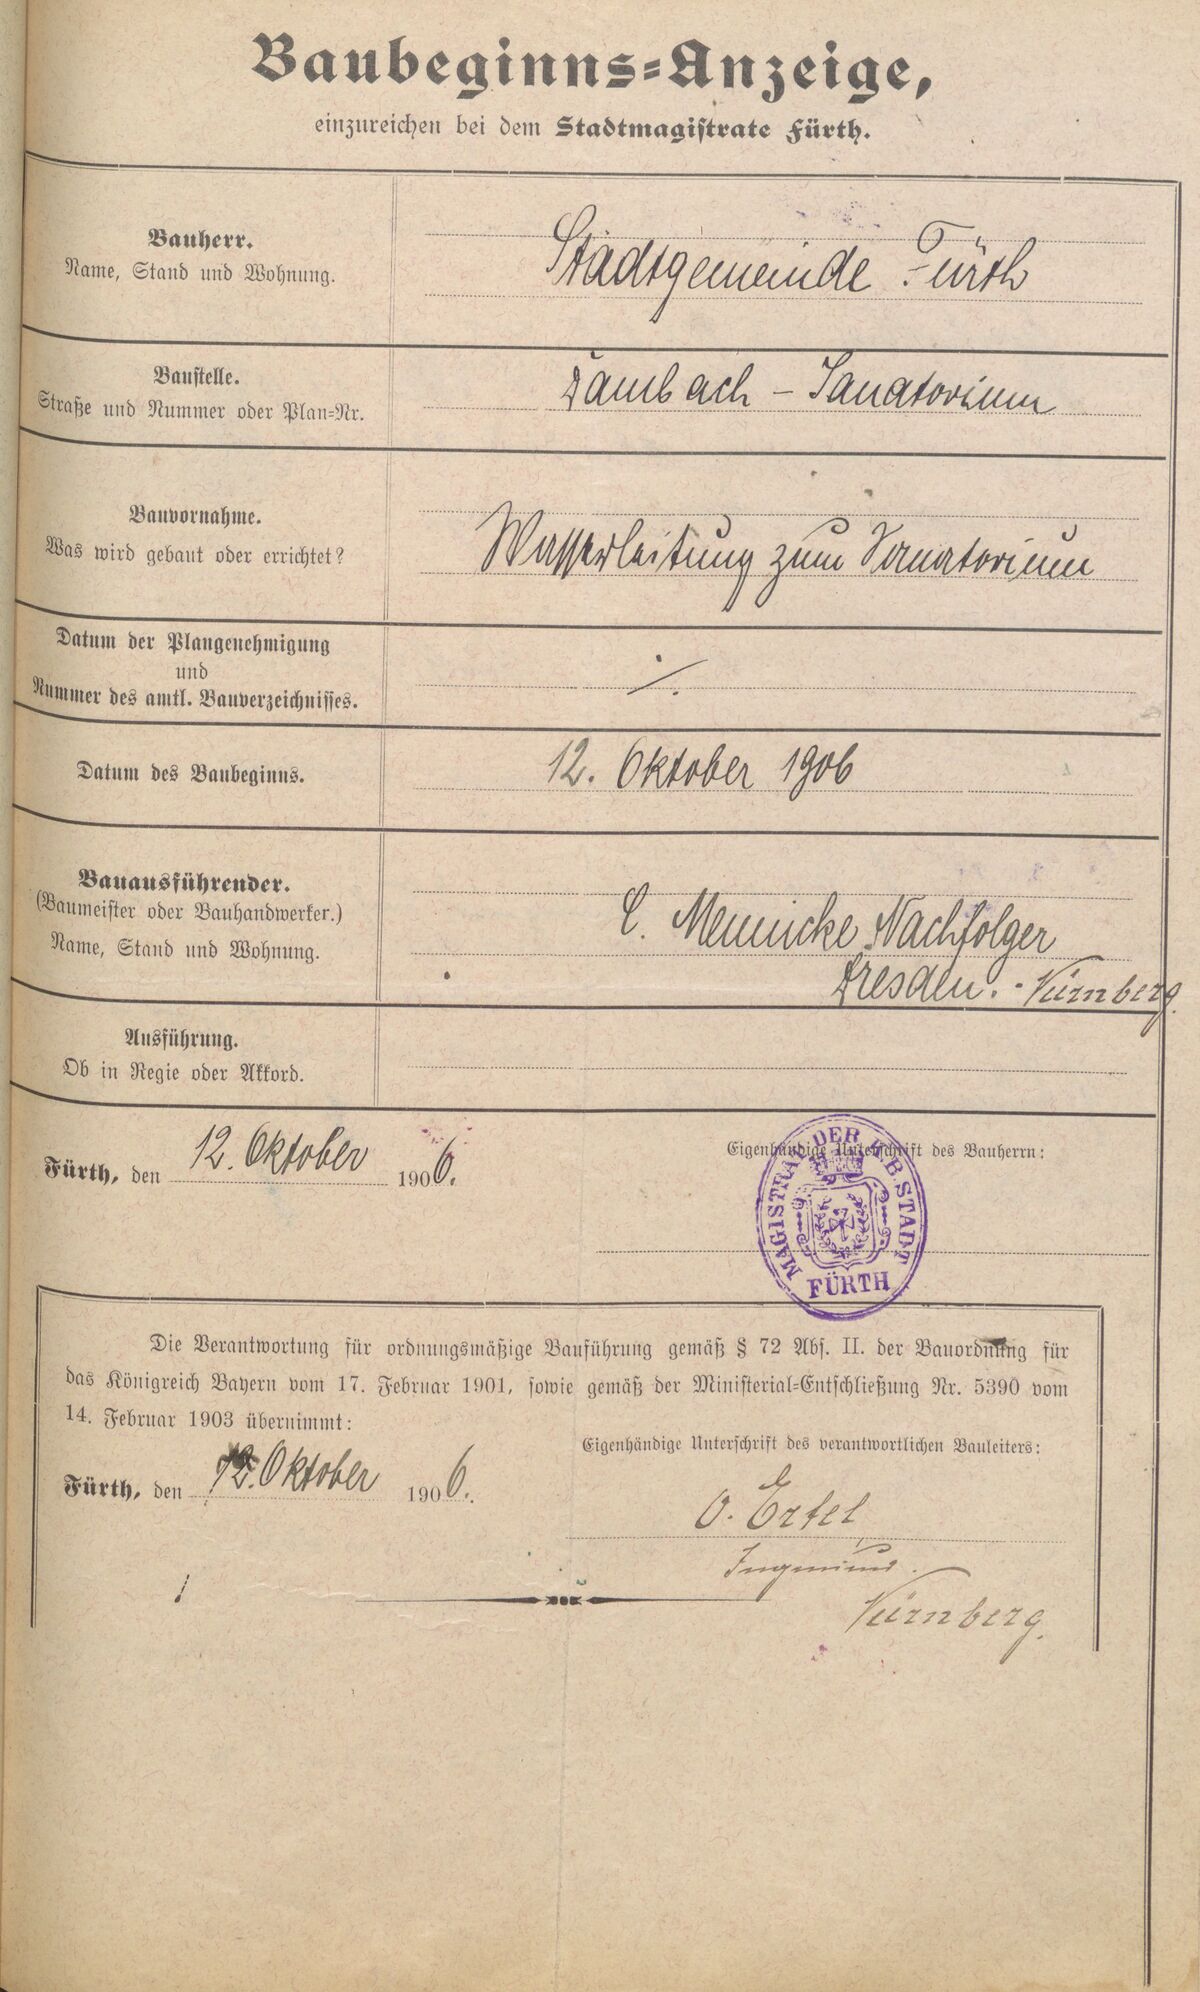 Baubeginns-Anzeige,
einzureichen bei dem Stadtmagistrate Fürth.
Bauherr.
Name, Stand und Wohnung.
Stadtgemeinde Fürth
Baustelle.
Straße und Nummer oder Plan-Nr.
Dambach – Sanatorium
Bauvornahme.
Was wird gebaut oder errichtet?
Wasserleitung zum Sanatorium
Datum der Plangenehmigung
und
Nummer des amtl. Bauverzeichnisses.
./.
Datum des Baubeginns.
12. Oktober 1906
Bauausführender.
(Baumeister oder Bauhandwerker.)
Name, Stand und Wohnung.
C. Mennicke Nachfolger
Dresden. - Nürnberg.
Ausführung.
Ob in Regie oder Akkord.
Fürth, den 12. Oktober 1906.
Eigenhändige Unterschrift des Bauherrn:
MAGISTRAT DER K.B. STADT
FÜRTH
Die Verantwortung für ordnungsmäßige Bauführung gemäß § 72 Abs. II. der Bauordnung für
das Königreich Bayern vom 17. Februar 1901, sowie gemäß der Ministerial-Entschließung Nr. 5390 vom
14. Februar 1903 übernimmt:
Eigenhändige Unterschrift des verantwortlichen Bauleiters:
Fürth, den 12. Oktober 1906.
O. Ertel
Nürnberg.